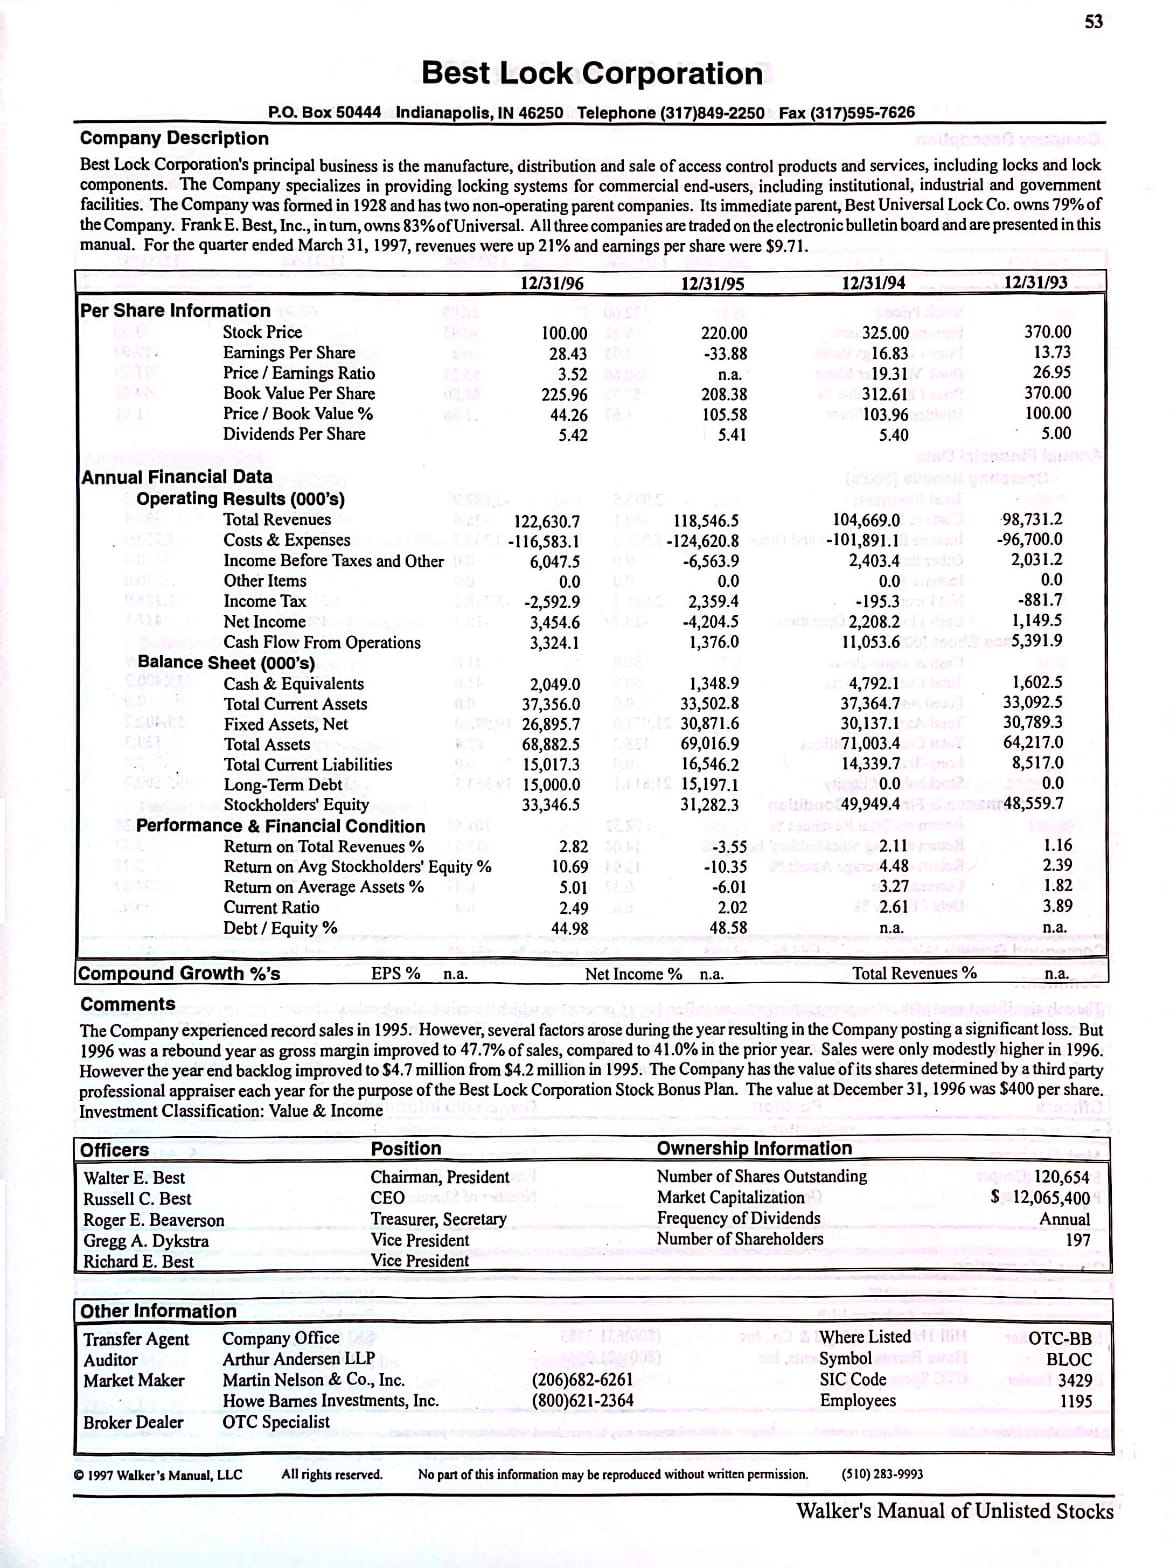 53
Best Lock Corporation
P.O. Box 50444 Indianapolis, IN 46250 Telephone (317)849-2250 Fax (317)595-7626
Company Description
Best Lock Corporation's principal business is the manufacture, distribution and sale of access control products and services, including locks and lock
components. The Company specializes in providing locking systems for commercial end-users, including institutional, industrial and government
facilities. The Company was formed in 1928 and has two non-operating parent companies. Its immediate parent, Best Universal Lock Co. owns 79% of
the Company. Frank E. Best, Inc., in turn, owns 83% of Universal. All three companies are traded on the electronic bulletin board and are presented in this
manual. For the quarter ended March 31, 1997, revenues were up 21% and earnings per share were $9.71.
12/31/96 12/31/95 12/31/94 12/31/93
Per Share Information
Stock Price 100.00 220.00 325.00 370.00
Earnings Per Share 28.43 -33.88 16.83 13.73
Price / Earnings Ratio 3.52 n.a. 19.31 26.95
Book Value Per Share 225.96 208.38 312.61 370.00
Price / Book Value % 44.26 105.58 103.96 100.00
Dividends Per Share 5.42 5.41 5.40 5.00
Annual Financial Data
Operating Results (000's)
Total Revenues 122,630.7 118,546.5 104,669.0 98,731.2
Costs & Expenses -116,583.1 -124,620.8 -101,891.1 -96,700.0
Income Before Taxes and Other 6,047.5 -6,563.9 2,403.4 2,031.2
Other Items 0.0 0.0 0.0 0.0
Income Tax -2,592.9 2,359.4 -195.3 -881.7
Net Income 3,454.6 -4,204.5 2,208.2 1,149.5
Cash Flow From Operations 3,324.1 1,376.0 11,053.6 5,391.9
Balance Sheet (000's)
Cash & Equivalents 2,049.0 1,348.9 4,792.1 1,602.5
Total Current Assets 37,356.0 33,502.8 37,364.7 33,092.5
Fixed Assets, Net 26,895.7 30,871.6 30,137.1 30,789.3
Total Assets 68,882.5 69,016.9 71,003.4 64,217.0
Total Current Liabilities 15,017.3 16,546.2 14,339.7 8,517.0
Long-Term Debt 15,000.0 15,197.1 0.0 0.0
Stockholders' Equity 33,346.5 31,282.3 49,949.4 48,559.7
Performance & Financial Condition
Return on Total Revenues % 2.82 -3.55 2.11 1.16
Return on Avg Stockholders' Equity % 10.69 -10.35 4.48 2.39
Return on Average Assets % 5.01 -6.01 3.27 1.82
Current Ratio 2.49 2.02 2.61 3.89
Debt / Equity % 44.98 48.58 n.a. n.a.
Compound Growth %'s EPS % n.a. Net Income % n.a. Total Revenues % n.a.
Comments
The Company experienced record sales in 1995. However, several factors arose during the year resulting in the Company posting a significant loss. But
1996 was a rebound year as gross margin improved to 47.7% of sales, compared to 41.0% in the prior year. Sales were only modestly higher in 1996.
However the year end backlog improved to $4.7 million from $4.2 million in 1995. The Company has the value of its shares determined by a third party
professional appraiser each year for the purpose of the Best Lock Corporation Stock Bonus Plan. The value at December 31, 1996 was $400 per share.
Investment Classification: Value & Income
Officers Position Ownership Information
Walter E. Best Chairman, President Number of Shares Outstanding 120,654
Russell C. Best CEO Market Capitalization $ 12,065,400
Roger E. Beaverson Treasurer, Secretary Frequency of Dividends Annual
Gregg A. Dykstra Vice President Number of Shareholders 197
Richard E. Best Vice President
Other Information
Transfer Agent Company Office Where Listed OTC-BB
Auditor Arthur Andersen LLP Symbol BLOC
Market Maker Martin Nelson & Co., Inc. (206)682-6261 SIC Code 3429
Howe Barnes Investments, Inc. (800)621-2364 Employees 1195
Broker Dealer OTC Specialist
© 1997 Walker's Manual, LLC All rights reserved. No part of this information may be reproduced without written permission. (510) 283-9993
Walker's Manual of Unlisted Stocks